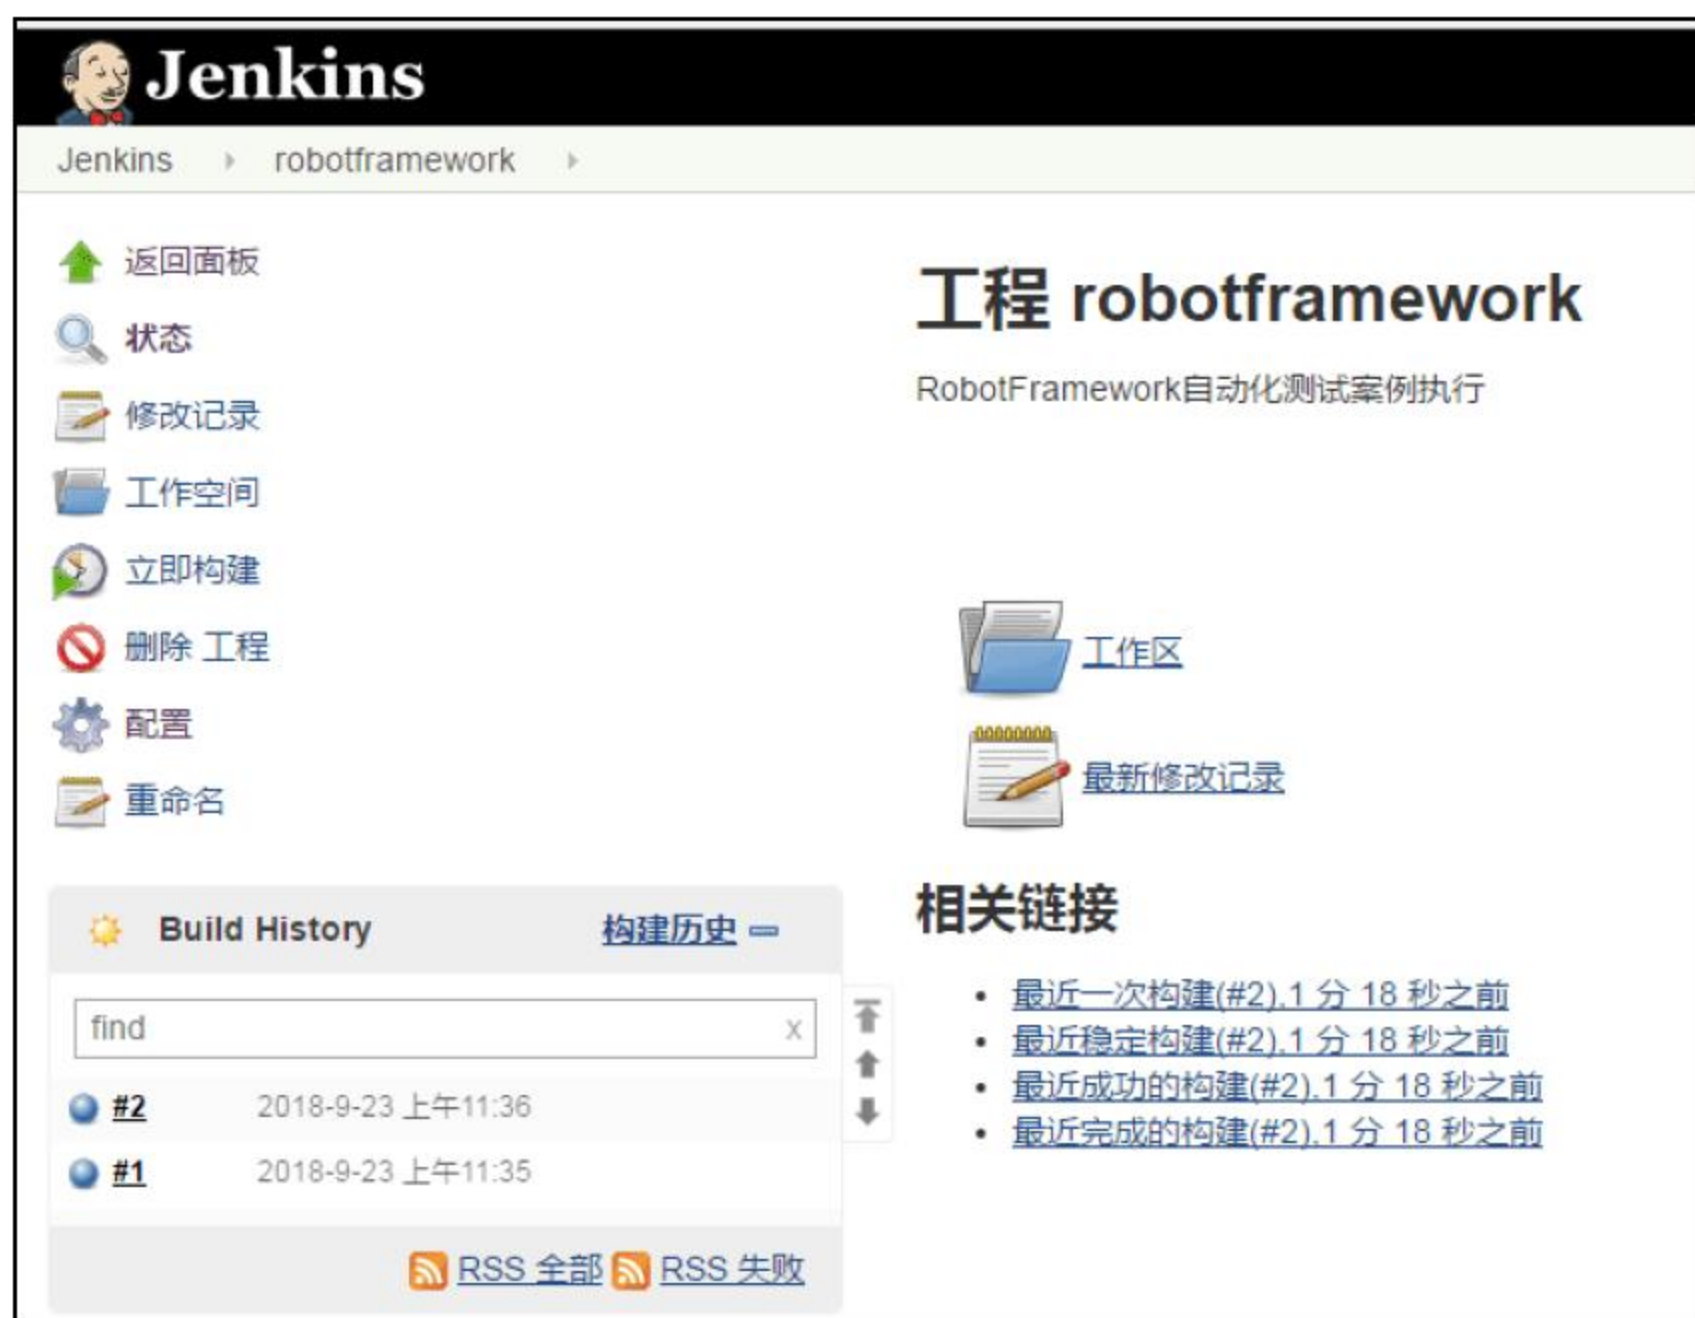 Jenkins
Jenkins robotframework
返回面板
状态
修改记录
工作空间
立即构建
删除 工程
配置
重命名
Build History 构建历史
find x
#2 2018-9-23 上午11:36
#1 2018-9-23 上午11:35
RSS 全部 RSS 失败
工程 robotframework
RobotFramework自动化测试案例执行
工作区
最新修改记录
相关链接
最近一次构建(#2),1 分 18 秒之前
最近稳定构建(#2),1 分 18 秒之前
最近成功的构建(#2),1 分 18 秒之前
最近完成的构建(#2),1 分 18 秒之前